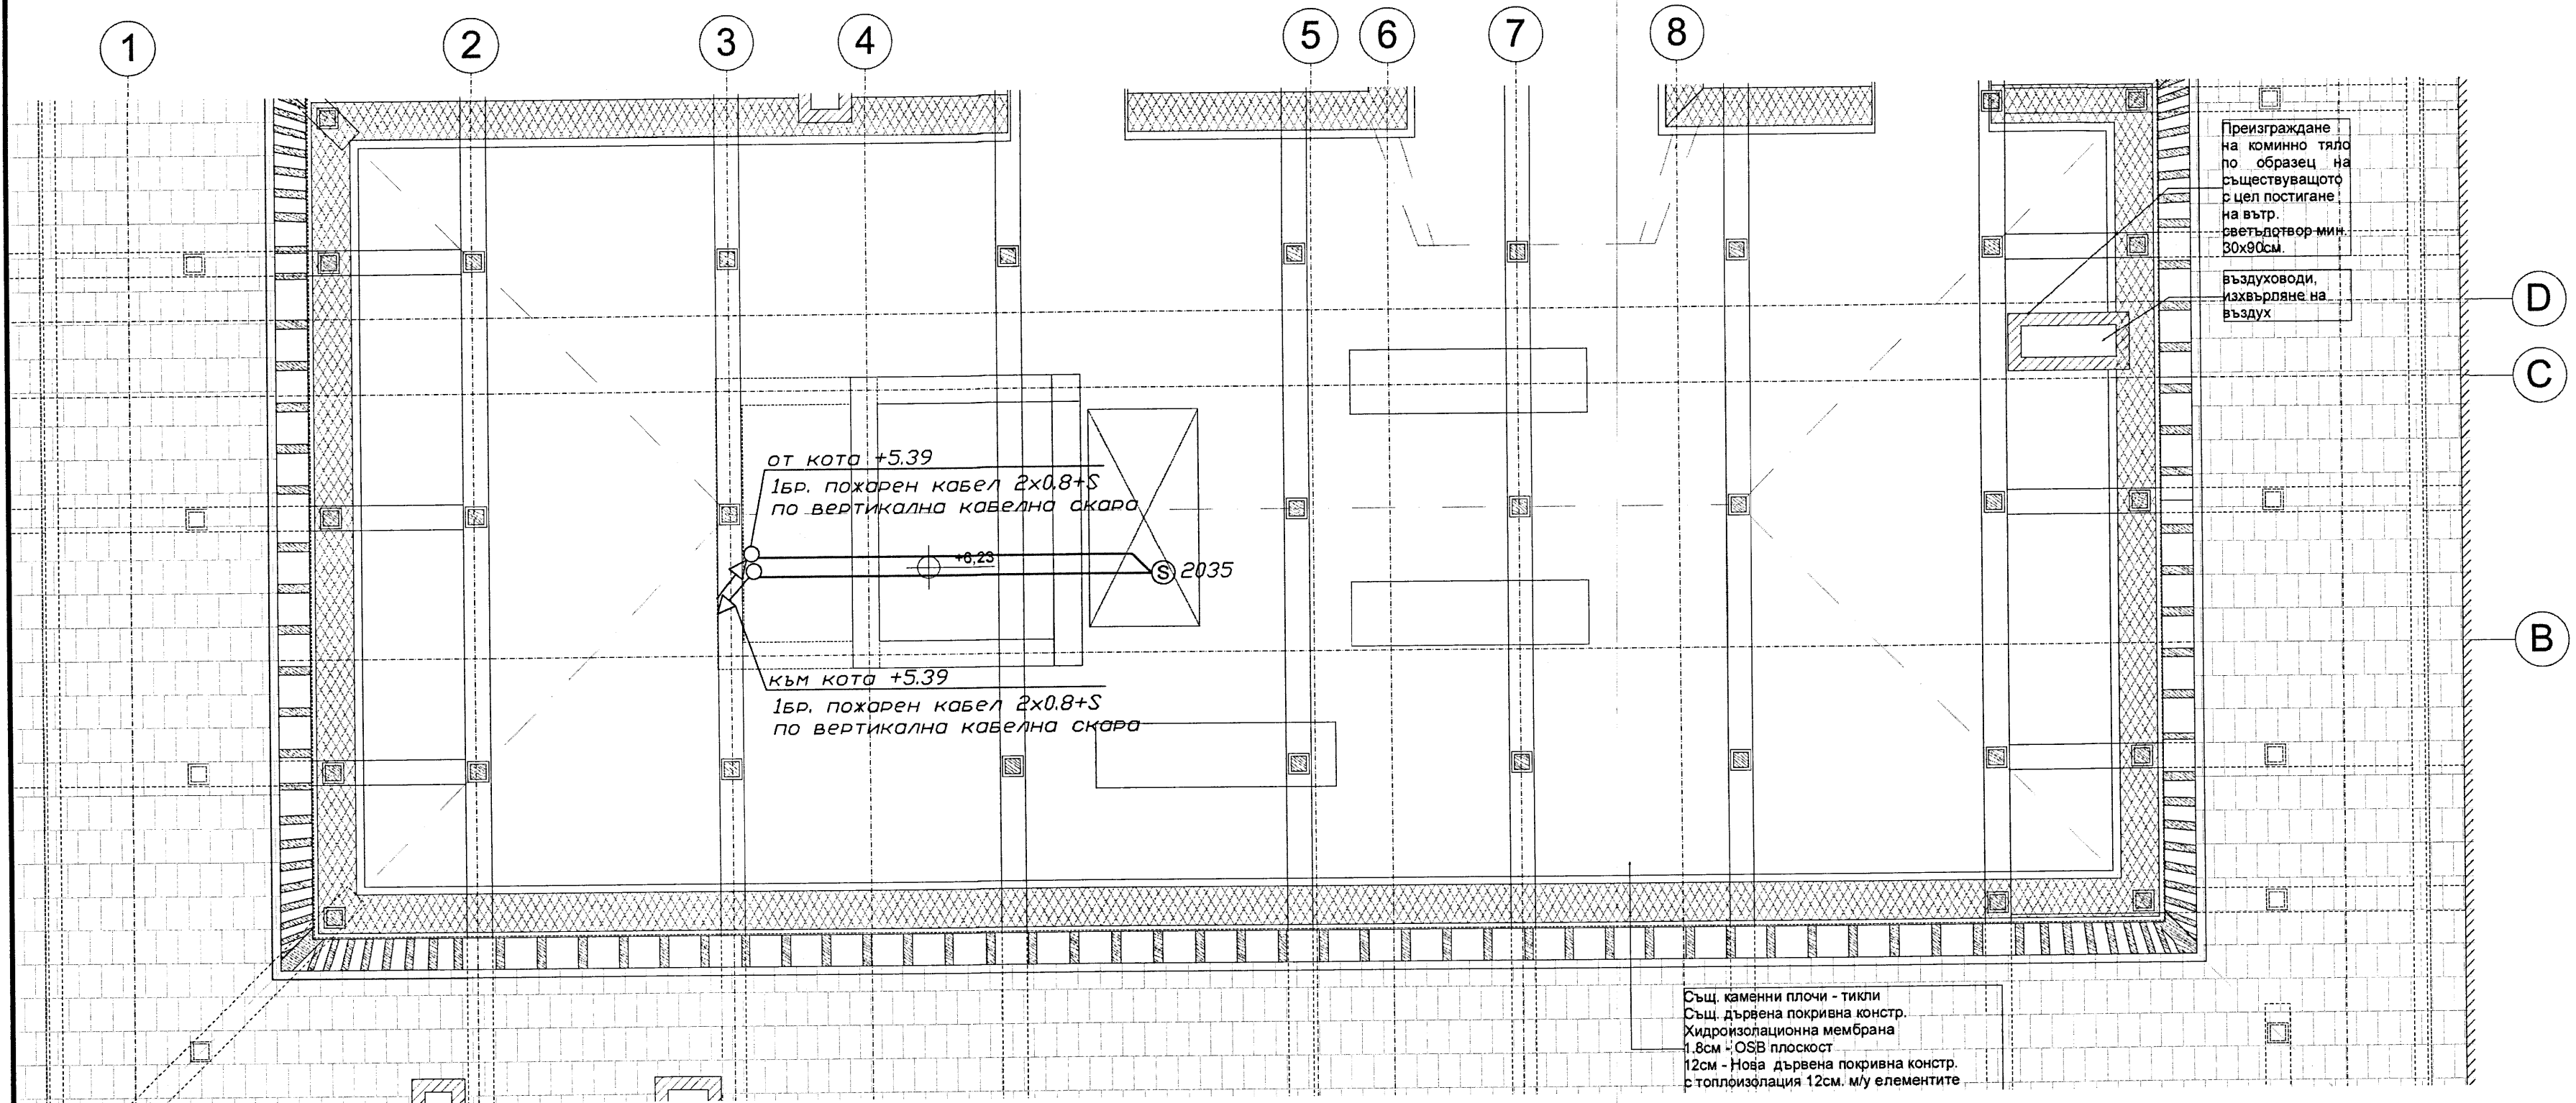 1
2
3
4
5
6
7
8
Преизграждане
на коминно тяло
по образец на
съществуващото
с цел постигане
на вътр.
светъдотвор мин.
30х90см.
въздуховоди,
изхвърляне на
въздух
D
C
B
от кота +5.39
1бр. пожарен кабел 2x0.8+S
по вертикална кабелна скара
+6,23
S 2035
към кота +5.39
1бр. пожарен кабел 2x0.8+S
по вертикална кабелна скара
Същ. каменни плочи - тикли
Същ. дървена покривна констр.
Хидроизолационна мембрана
1.8см - OSB плоскост
12см - Нова дървена покривна констр.
с топлоизолация 12см. м/у елементите